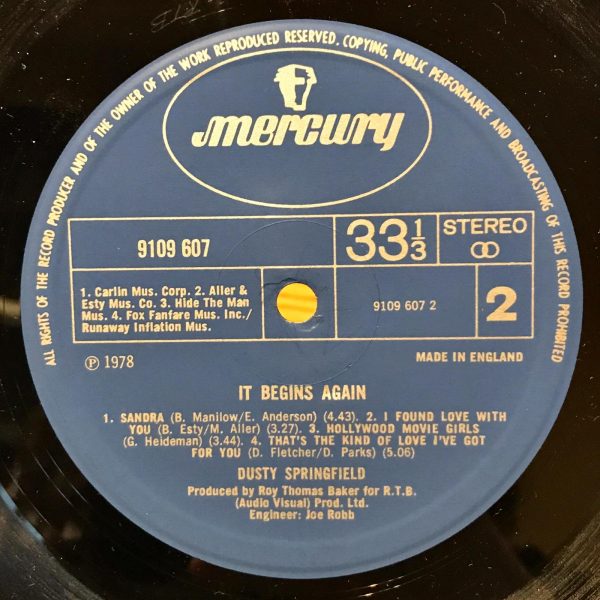 ALL RIGHTS OF THE RECORD PRODUCER AND OF THE OWNER OF THE WORK REPRODUCED RESERVED. COPYING, PUBLIC PERFORMANCE AND BROADCASTING OF THIS RECORD PROHIBITED
mercury
9109 607
33 1/3
STEREO
1. Carlin Mus. Corp. 2. Aller &
Esty Mus. Co. 3. Hide The Man
Mus. 4. Fox Fanfare Mus. Inc./
Runaway Inflation Mus.
9109 607 2
2
℗ 1978
MADE IN ENGLAND
IT BEGINS AGAIN
1. SANDRA (B. Manilow/E. Anderson) (4.43). 2. I FOUND LOVE WITH
YOU (B. Esty/M. Aller) (3.27). 3. HOLLYWOOD MOVIE GIRLS
(G. Heideman) (3.44). 4. THAT'S THE KIND OF LOVE I'VE GOT
FOR YOU (D. Fletcher/D. Parks) (5.06)
DUSTY SPRINGFIELD
Produced by Roy Thomas Baker for R.T.B.
(Audio Visual) Prod. Ltd.
Engineer: Joe Robb